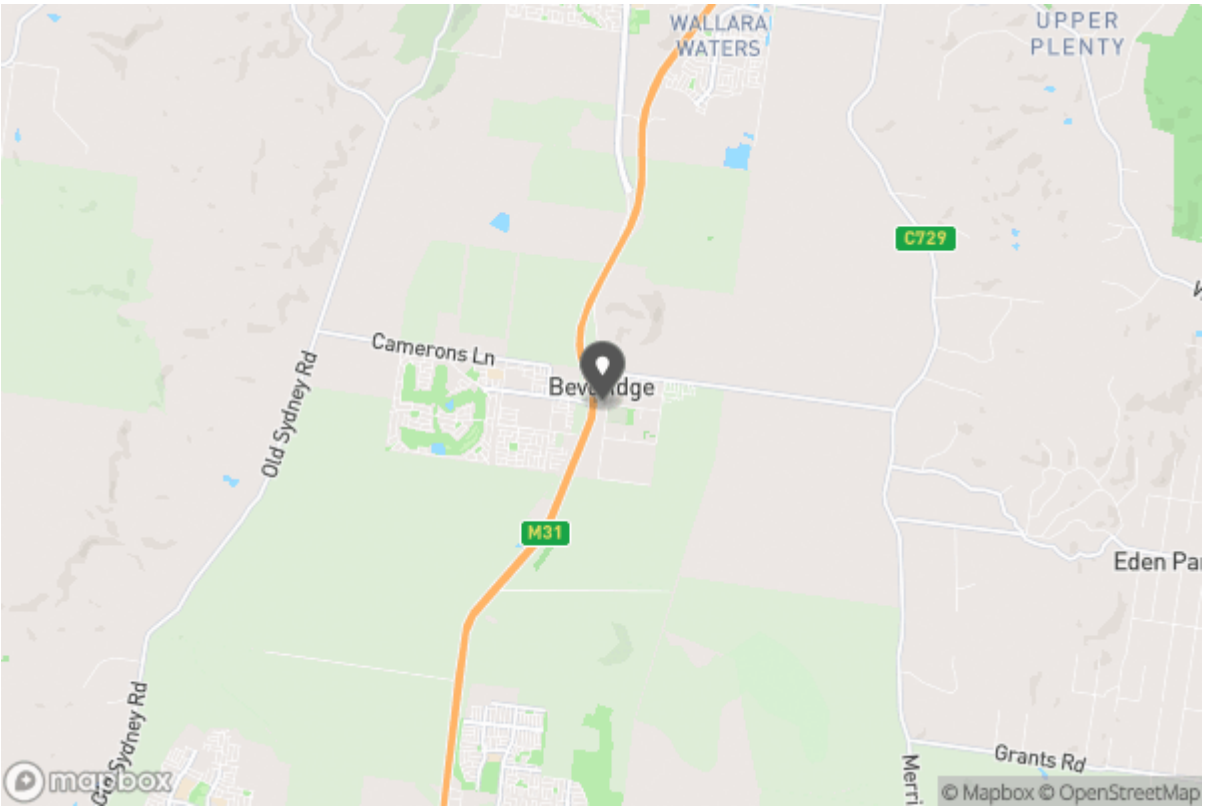 WALLARA
WATERS
UPPER
PLENTY
C729
Camerons Ln
Old Sydney Rd
M31
Eden Pa
Old Sydney Rd
Grants Rd
Merri
mapbox
© Mapbox © OpenStreetMap